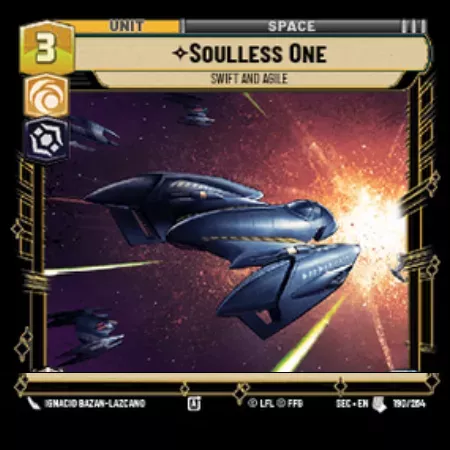 UNIT
SPACE
3
SOULLESS ONE
SWIFT AND AGILE
IGNACIO BAZAN-LAZCANO
© LFL © FFG
SEC • EN
190/264